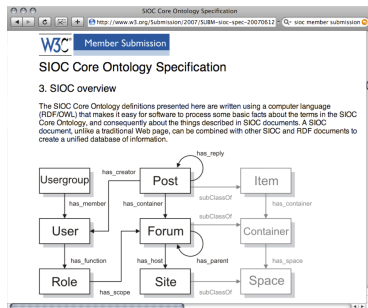 SIOC Core Ontology Specification
http://www.w3.org/Submission/2007/SUBM-sioc-spec-20070612
sioc member submission
W3C Member Submission
SIOC Core Ontology Specification
3. SIOC overview
The SIOC Core Ontology definitions presented here are written using a computer language
(RDF/OWL) that makes it easy for software to process some basic facts about the terms in the SIOC
Core Ontology, and consequently about the things described in SIOC documents. A SIOC
document, unlike a traditional Web page, can be combined with other SIOC and RDF documents to
create a unified database of information.
has_reply
has_creator
Usergroup
Post
Item
subClassOf
has_member
has_container
has_container
subClassOf
User
Forum
Container
has_function
has_host
has_parent
has_space
Role
Site
Space
has_scope
subClassOf